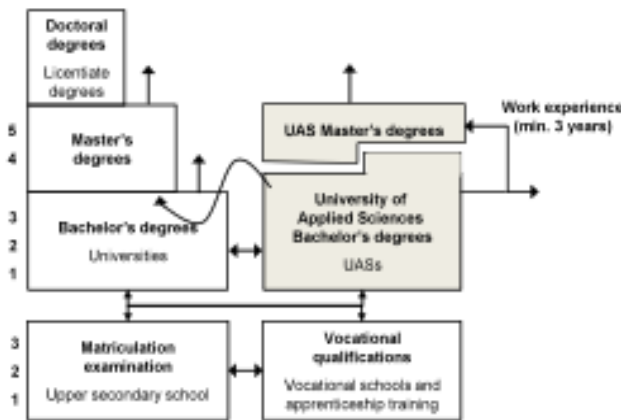 Doctoral
degrees
Licentiate
degrees
5
4
Master's
degrees
UAS Master's degrees
Work experience
(min. 3 years)
3
2
1
Bachelor's degrees
Universities
University of
Applied Sciences
Bachelor's degrees
UASs
3
2
1
Matriculation
examination
Upper secondary school
Vocational
qualifications
Vocational schools and
apprenticeship training